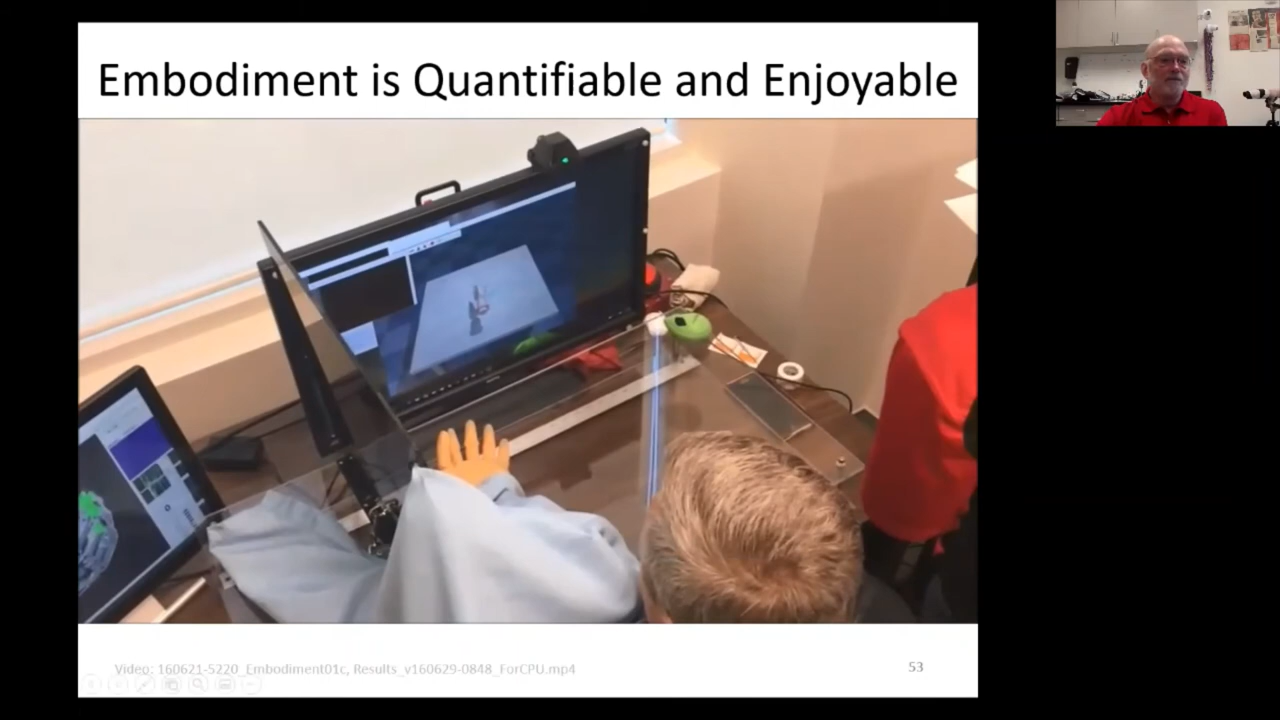 Embodiment is Quantifiable and Enjoyable
Video: 160621-5220_Embodiment01c, Results_v160629-0848_ForCPU.mp4
53